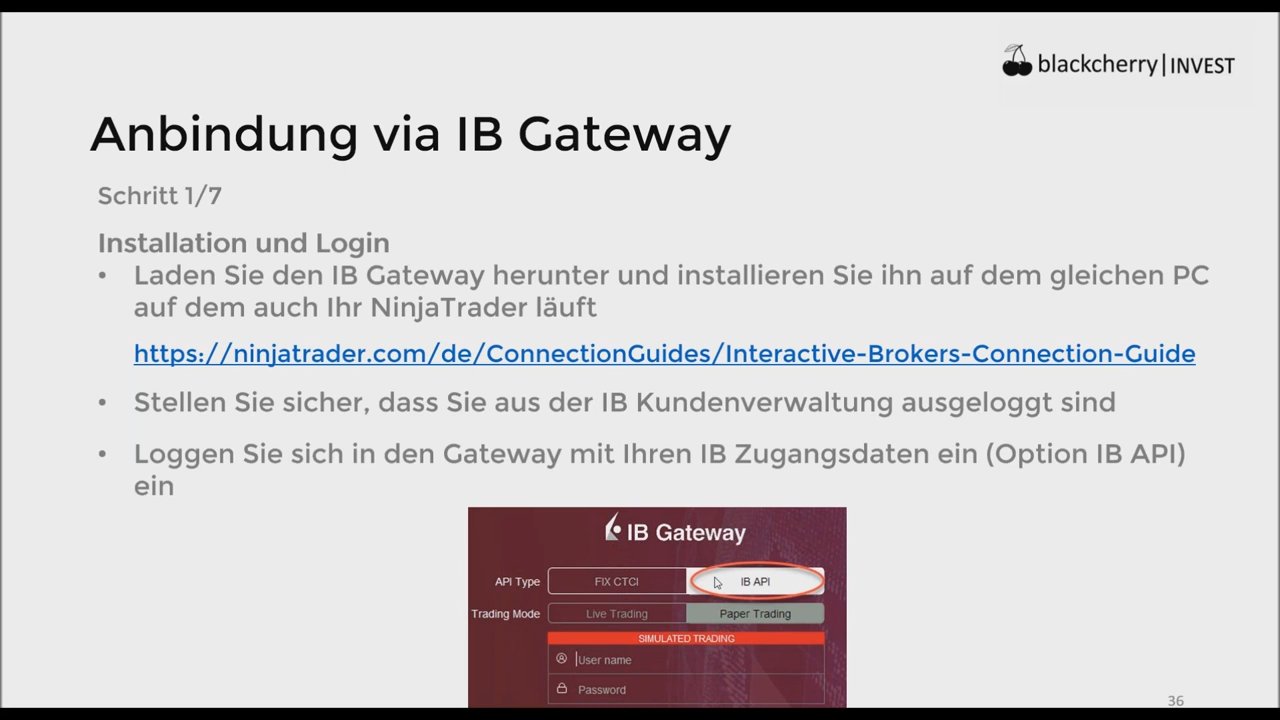 blackcherry|INVEST
Anbindung via IB Gateway
Schritt 1/7
Installation und Login
• Laden Sie den IB Gateway herunter und installieren Sie ihn auf dem gleichen PC
auf dem auch Ihr NinjaTrader läuft
https://ninjatrader.com/de/ConnectionGuides/Interactive-Brokers-Connection-Guide
• Stellen Sie sicher, dass Sie aus der IB Kundenverwaltung ausgeloggt sind
• Loggen Sie sich in den Gateway mit Ihren IB Zugangsdaten ein (Option IB API)
ein
IB Gateway
API Type FIX CTCI IB API
Trading Mode Live Trading Paper Trading
SIMULATED TRADING
User name
Password
36